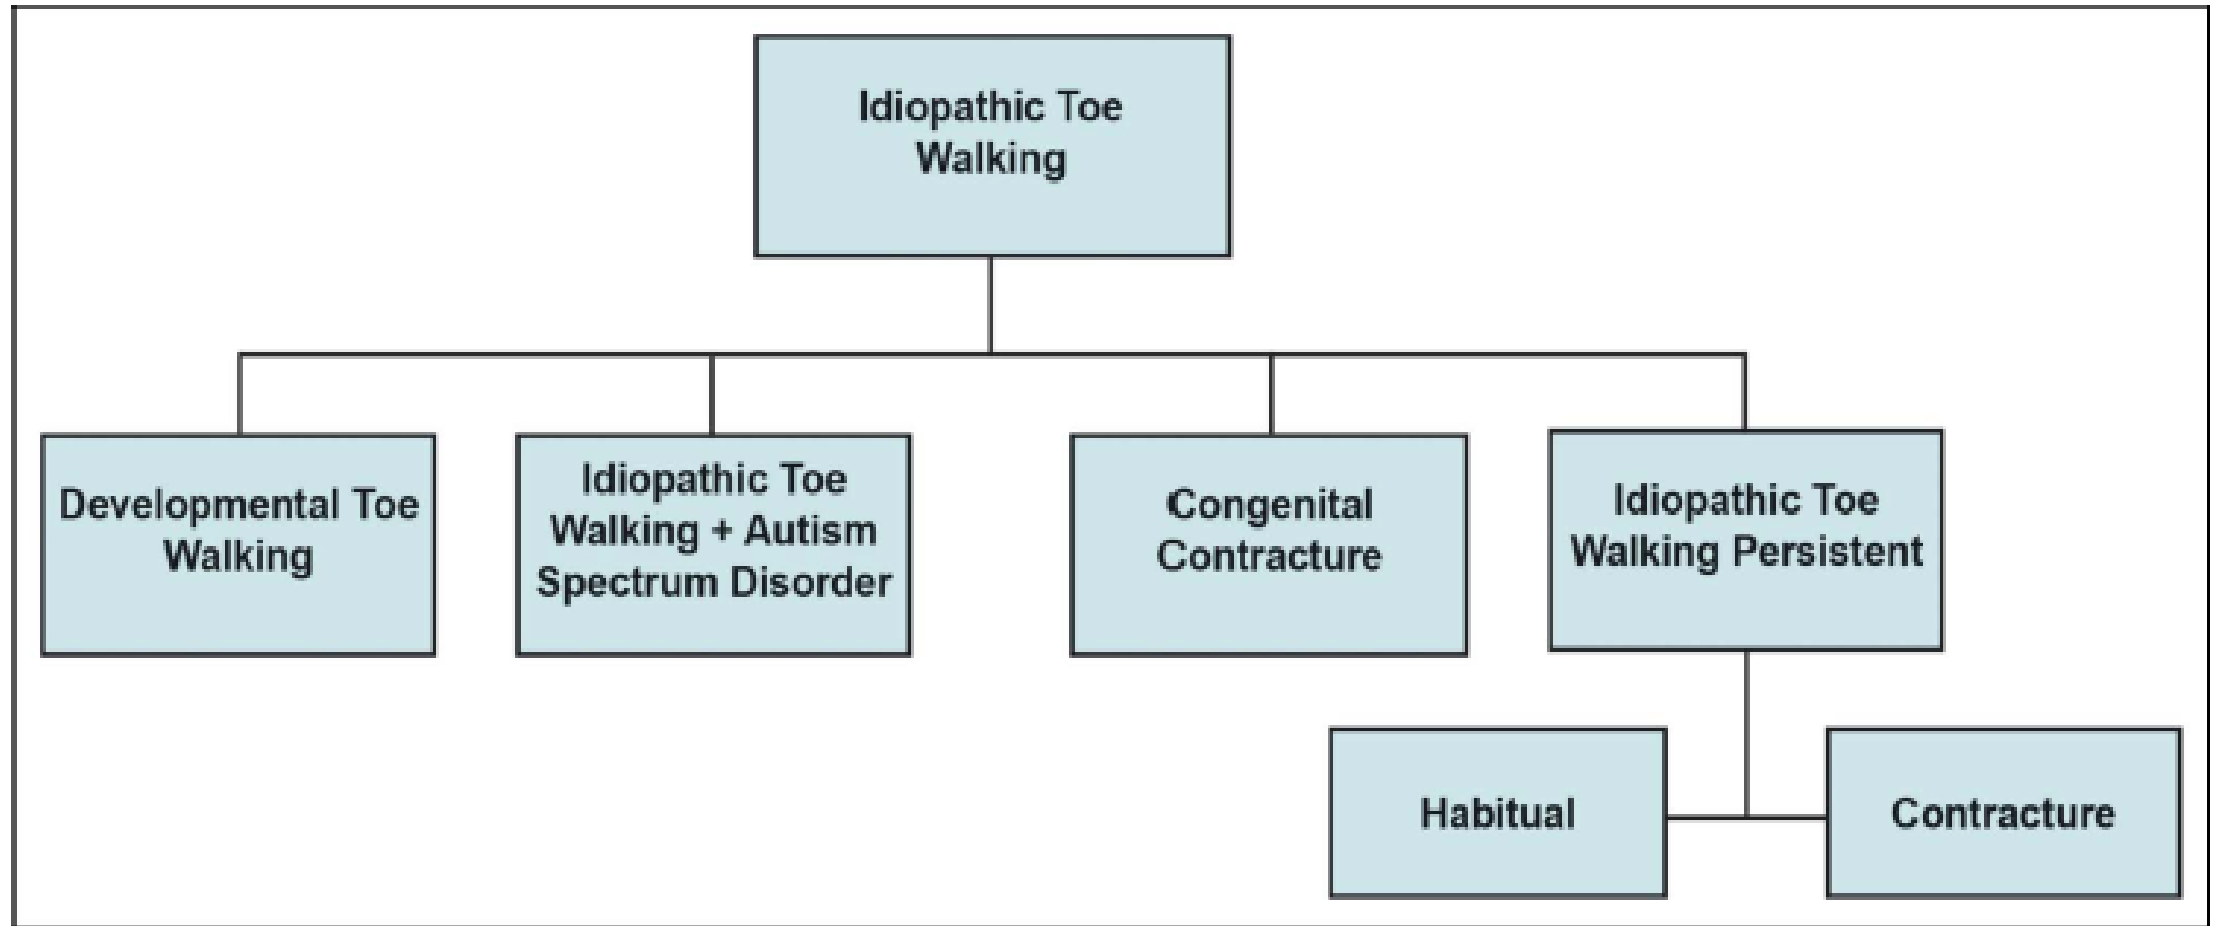 Idiopathic Toe
Walking
Developmental Toe
Walking
Idiopathic Toe
Walking + Autism
Spectrum Disorder
Congenital
Contracture
Idiopathic Toe
Walking Persistent
Habitual
Contracture